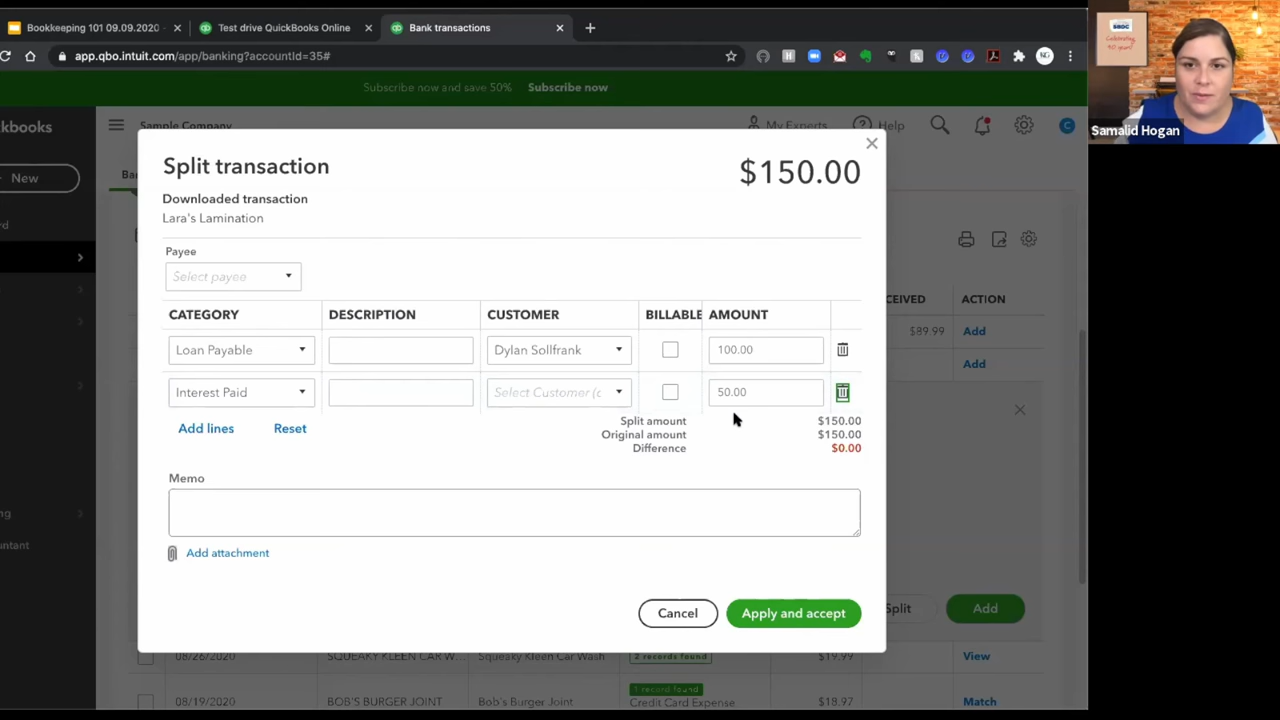 Bookkeeping 101 09.09.2020
Test drive QuickBooks Online
Bank transactions
app.qbo.intuit.com/app/banking?accountId=35#
Subscribe now and save 50% Subscribe now
SBDC
Celebrating
40 years!
Samalid Hogan
ckbooks
Sample Company
My Experts
Help
C
New
Split transaction
$150.00
Downloaded transaction
Lara's Lamination
Payee
Select payee
CATEGORY DESCRIPTION CUSTOMER BILLABLE AMOUNT
CEIVED ACTION
Loan Payable Dylan Sollfrank 100.00
$89.99 Add
Add
Interest Paid Select Customer (c 50.00
Add lines Reset
Split amount $150.00
Original amount $150.00
Difference $0.00
Memo
Add attachment
Cancel Apply and accept
Split Add
08/26/2020 SQUEAKY KLEEN CAR W... Squeaky Kleen Car Wash 2 records found $19.99 View
08/19/2020 BOB'S BURGER JOINT Bob's Burger Joint 1 record found
Credit Card Expense $18.97 Match